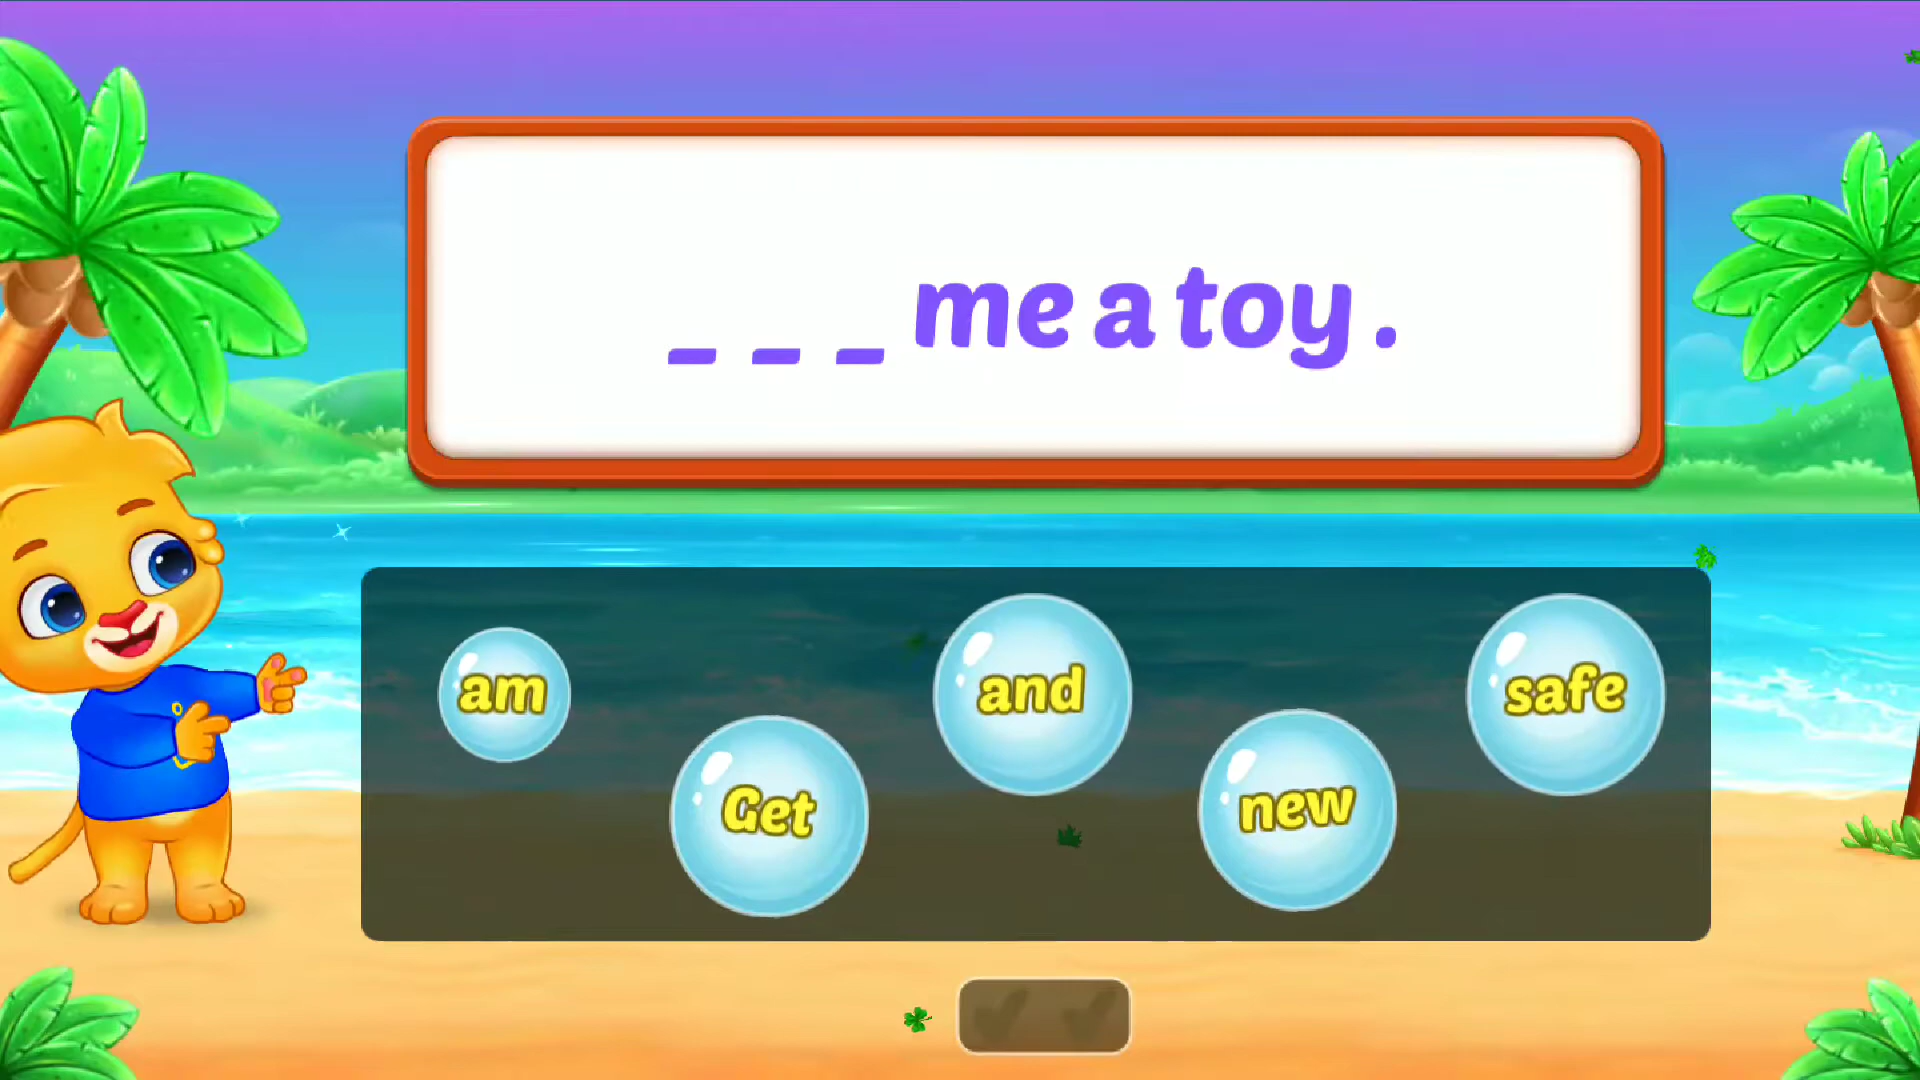 _ _ _ me a toy.
am
Get
and
new
safe